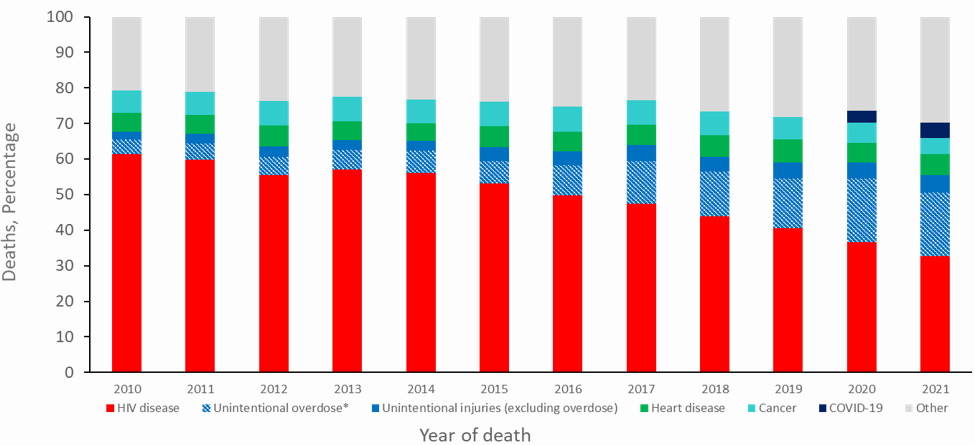 Deaths, Percentage
100
90
80
70
60
50
40
30
20
10
0
2010 2011 2012 2013 2014 2015 2016 2017 2018 2019 2020 2021
HIV disease Unintentional overdose* Unintentional injuries (excluding overdose) Heart disease Cancer COVID-19 Other
Year of death